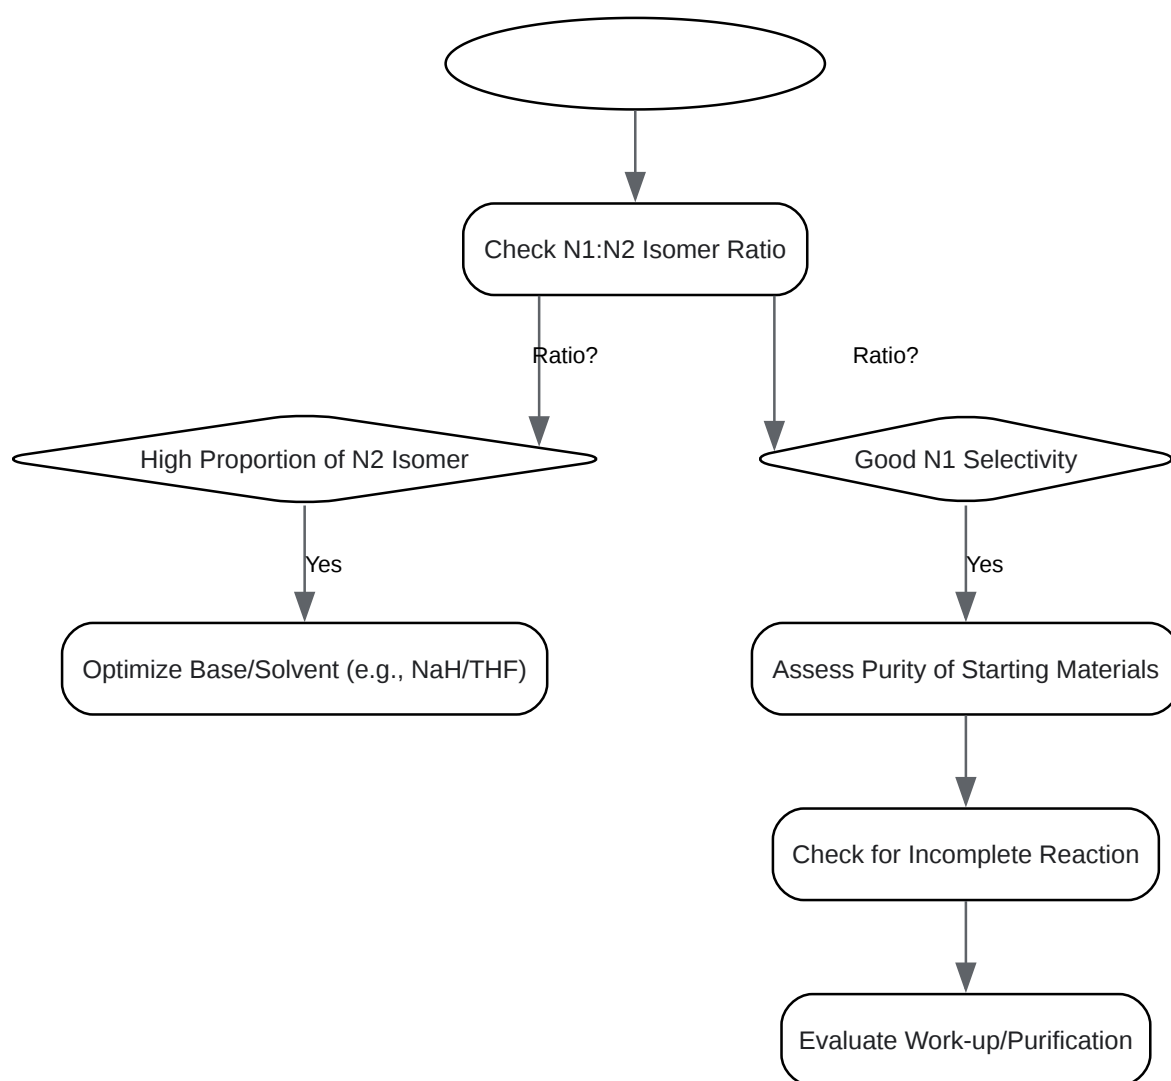 Check N1:N2 Isomer Ratio
Ratio?
Ratio?
High Proportion of N2 Isomer
Good N1 Selectivity
Yes
Yes
Optimize Base/Solvent (e.g., NaH/THF)
Assess Purity of Starting Materials
Check for Incomplete Reaction
Evaluate Work-up/Purification